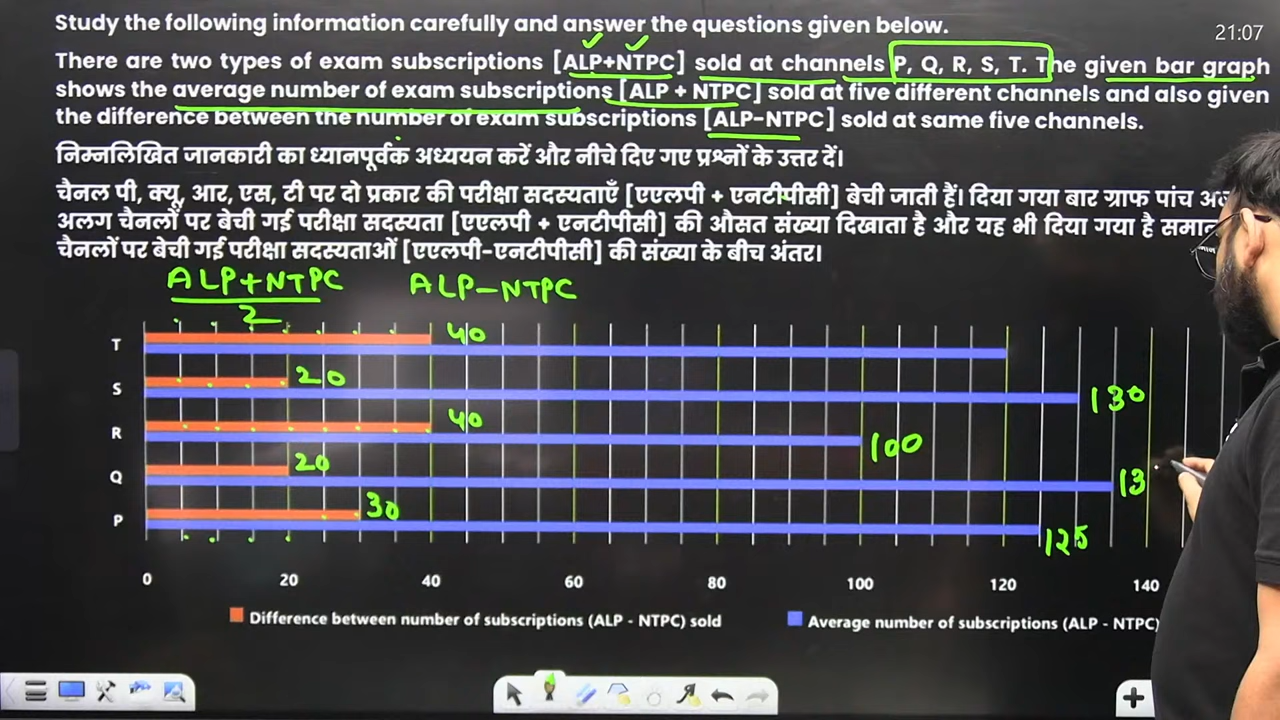 Study the following information carefully and answer the questions given below.
21:07
There are two types of exam subscriptions [ALP+NTPC] sold at channels P, Q, R, S, T. The given bar graph
shows the average number of exam subscriptions [ALP + NTPC] sold at five different channels and also given
the difference between the number of exam subscriptions [ALP-NTPC] sold at same five channels.
निम्नलिखित जानकारी का ध्यानपूर्वक अध्ययन करें और नीचे दिए गए प्रश्नों के उत्तर दें।
चैनल पी, क्यू, आर, एस, टी पर दो प्रकार की परीक्षा सदस्यताएँ [एएलपी + एनटीपीसी] बेची जाती हैं। दिया गया बार ग्राफ पांच
अलग चैनलों पर बेची गई परीक्षा सदस्यता [एएलपी + एनटीपीसी] की औसत संख्या दिखाता है और यह भी दिया गया है समान
चैनलों पर बेची गई परीक्षा सदस्यताओं [एएलपी-एनटीपीसी] की संख्या के बीच अंतर।
ALP+NTPC ALP-NTPC
2
T 40
S 20 130
R 40 100
Q 20 13
P 30 125
0 20 40 60 80 100 120 140
Difference between number of subscriptions (ALP - NTPC) sold Average number of subscriptions (ALP - NTPC)